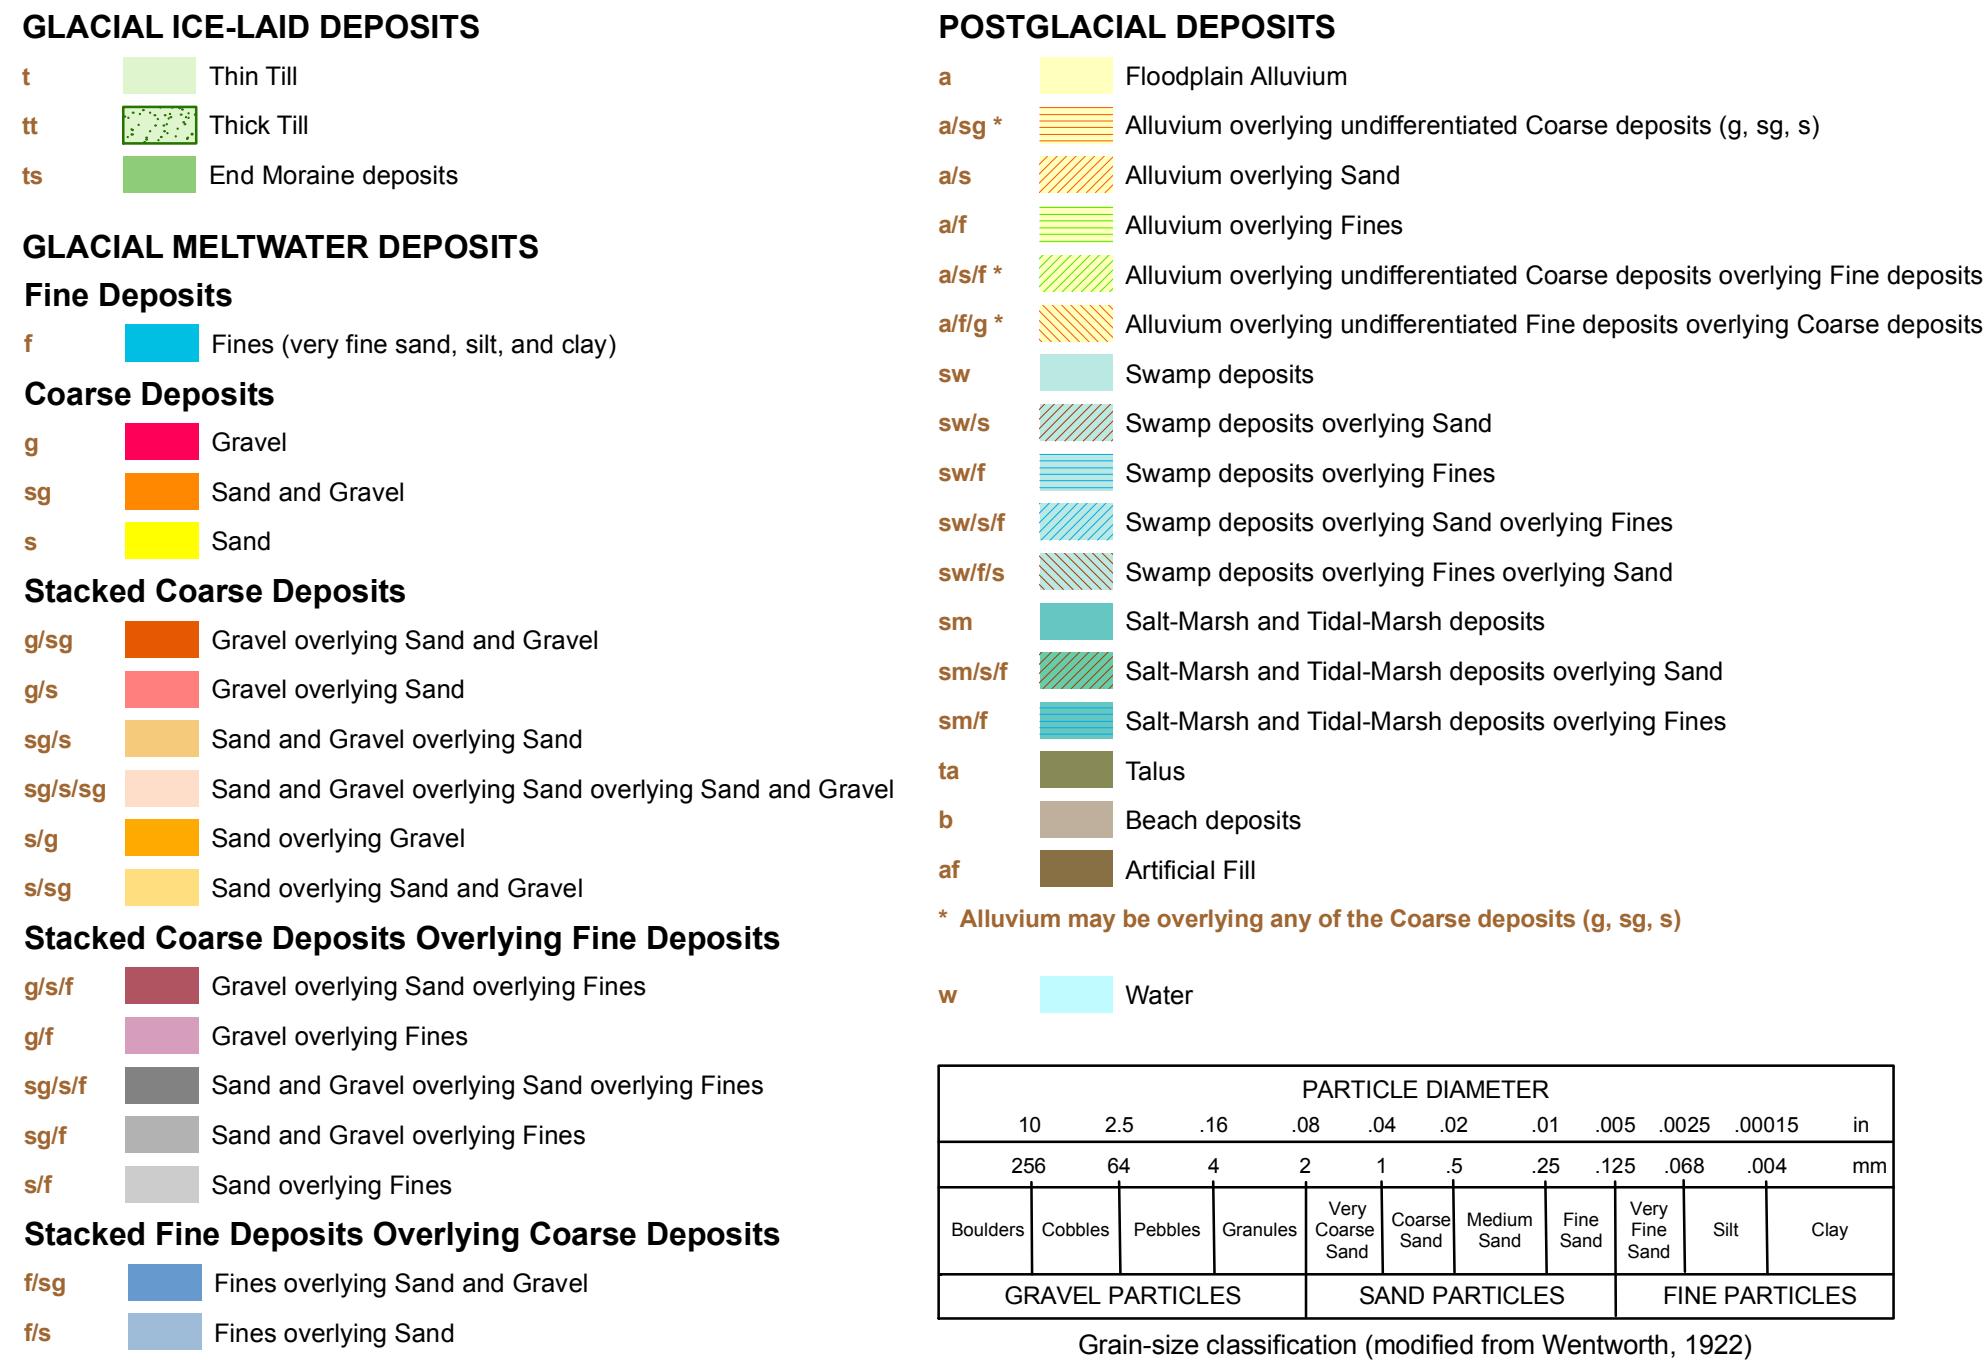 GLACIAL ICE-LAID DEPOSITS
t Thin Till
tt Thick Till
ts End Moraine deposits
GLACIAL MELTWATER DEPOSITS
Fine Deposits
f Fines (very fine sand, silt, and clay)
Coarse Deposits
g Gravel
sg Sand and Gravel
s Sand
Stacked Coarse Deposits
g/sg Gravel overlying Sand and Gravel
g/s Gravel overlying Sand
sg/s Sand and Gravel overlying Sand
sg/s/sg Sand and Gravel overlying Sand overlying Sand and Gravel
s/g Sand overlying Gravel
s/sg Sand overlying Sand and Gravel
Stacked Coarse Deposits Overlying Fine Deposits
g/s/f Gravel overlying Sand overlying Fines
g/f Gravel overlying Fines
sg/s/f Sand and Gravel overlying Sand overlying Fines
sg/f Sand and Gravel overlying Fines
s/f Sand overlying Fines
Stacked Fine Deposits Overlying Coarse Deposits
f/sg Fines overlying Sand and Gravel
f/s Fines overlying Sand
POSTGLACIAL DEPOSITS
a Floodplain Alluvium
a/sg * Alluvium overlying undifferentiated Coarse deposits (g, sg, s)
a/s Alluvium overlying Sand
a/f Alluvium overlying Fines
a/s/f * Alluvium overlying undifferentiated Coarse deposits overlying Fine deposits
a/f/g * Alluvium overlying undifferentiated Fine deposits overlying Coarse deposits
sw Swamp deposits
sw/s Swamp deposits overlying Sand
sw/f Swamp deposits overlying Fines
sw/s/f Swamp deposits overlying Sand overlying Fines
sw/f/s Swamp deposits overlying Fines overlying Sand
sm Salt-Marsh and Tidal-Marsh deposits
sm/s/f Salt-Marsh and Tidal-Marsh deposits overlying Sand
sm/f Salt-Marsh and Tidal-Marsh deposits overlying Fines
ta Talus
b Beach deposits
af Artificial Fill
* Alluvium may be overlying any of the Coarse deposits (g, sg, s)
w Water
PARTICLE DIAMETER
10 2.5 .16 .08 .04 .02 .01 .005 .0025 .00015 in
256 64 4 2 1 .5 .25 .125 .068 .004 mm
Boulders Cobbles Pebbles Granules Very Coarse Sand Coarse Sand Medium Sand Fine Sand Very Fine Sand Silt Clay
GRAVEL PARTICLES SAND PARTICLES FINE PARTICLES
Grain-size classification (modified from Wentworth, 1922)